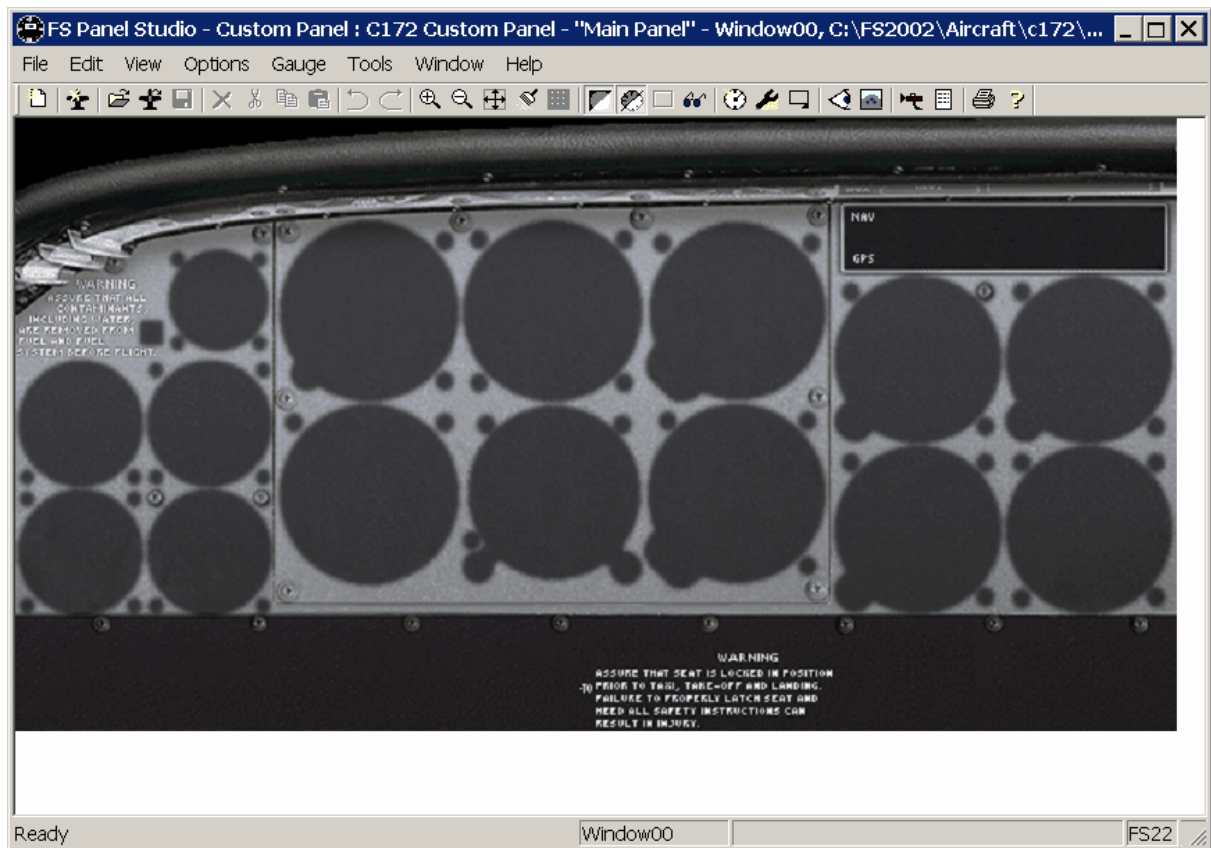 FS Panel Studio - Custom Panel : C172 Custom Panel - "Main Panel" - Window00, C:\FS2002\Aircraft\c172\...
File Edit View Options Gauge Tools Window Help
NAV
GPS
WARNING
ASSURE THAT ALL
CONTAMINANTS,
INCLUDING WATER,
ARE REMOVED FROM
FUEL AND FUEL
SYSTEM BEFORE FLIGHT.
WARNING
ASSURE THAT SEAT IS LOCKED IN POSITION
PRIOR TO TAXI, TAKE-OFF AND LANDING.
FAILURE TO PROPERLY LATCH SEAT AND
HEED ALL SAFETY INSTRUCTIONS CAN
RESULT IN INJURY.
Ready
Window00
FS22